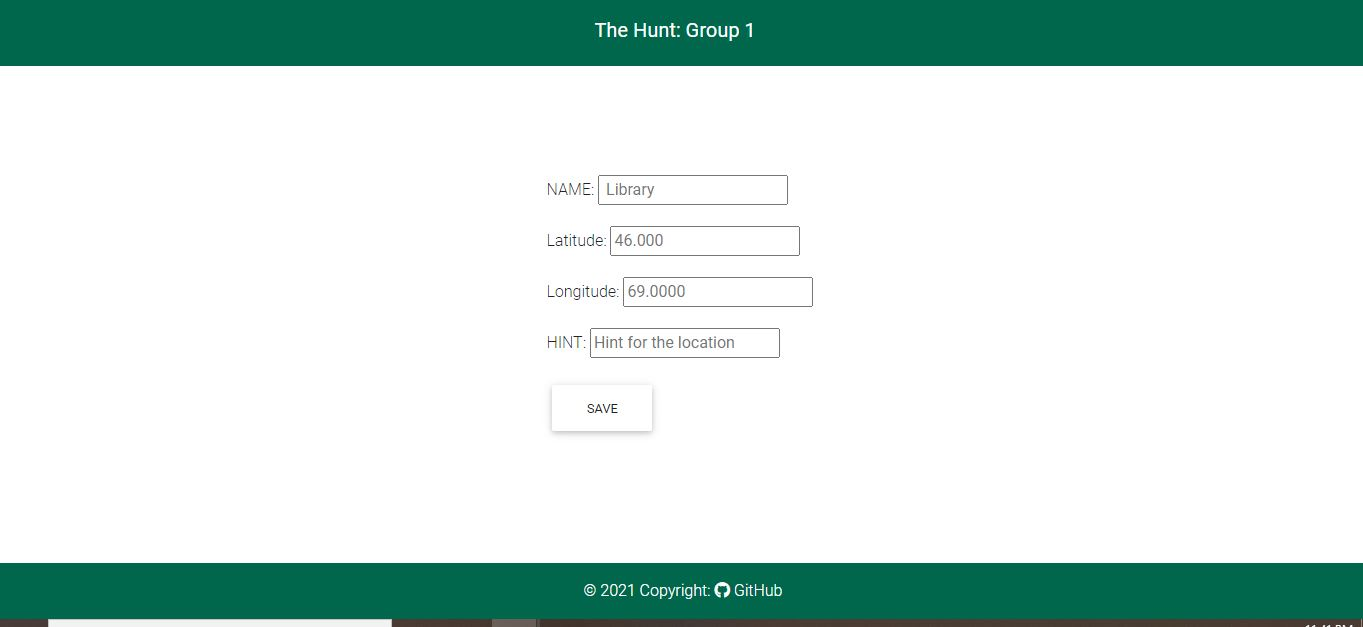 The Hunt: Group 1
NAME: Library
Latitude: 46.000
Longitude: 69.0000
HINT: Hint for the location
SAVE
© 2021 Copyright: GitHub